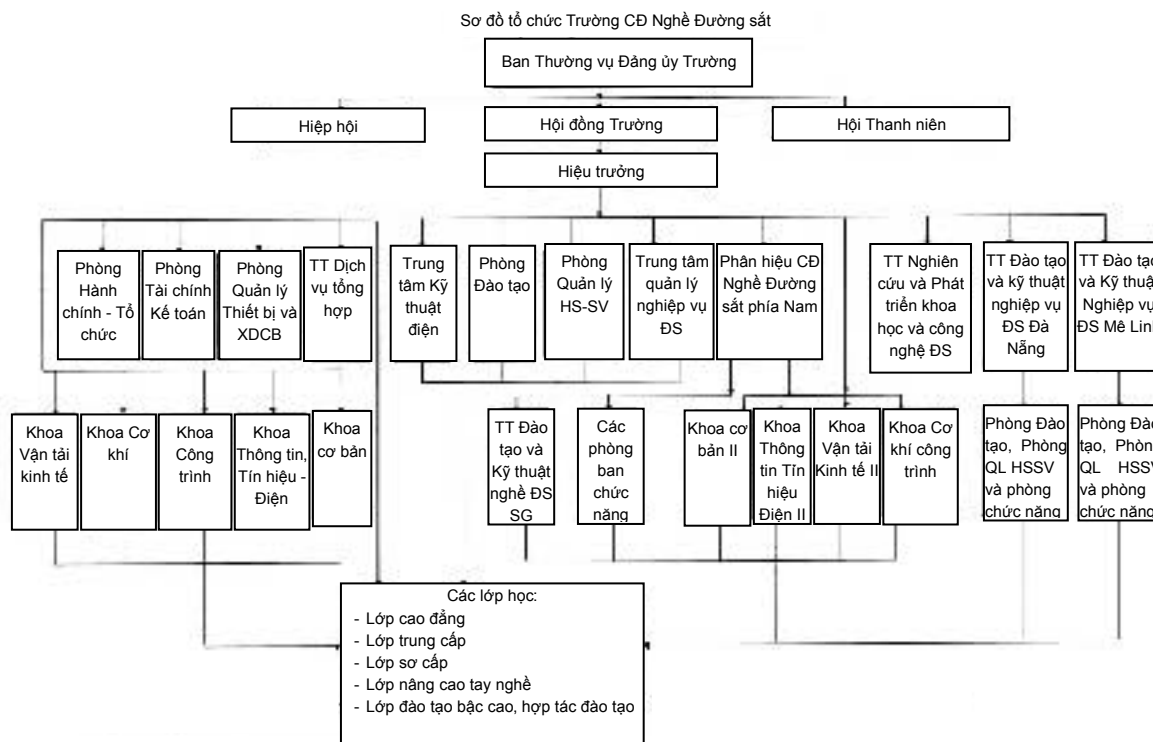 Sơ đồ tổ chức Trường CĐ Nghề Đường sắt
Ban Thường vụ Đảng ủy Trường
Hiệp hội
Hội đồng Trường
Hội Thanh niên
Hiệu trưởng
Phòng
Hành
chính - Tổ
chức
Phòng
Tài chính
Kế toán
Phòng
Quản lý
Thiết bị và
XDCB
TT Dịch
vụ tổng
hợp
Trung
tâm Kỹ
thuật
điện
Phòng
Đào tạo
Phòng
Quản lý
HS-SV
Trung tâm
quản lý
nghiệp vụ
ĐS
Phân hiệu CĐ
Nghề Đường
sắt phía Nam
TT Nghiên
cứu và Phát
triển khoa
học và công
nghệ ĐS
TT Đào tạo
và kỹ thuật
nghiệp vụ
ĐS Đà
Nẵng
TT Đào tạo
và Kỹ thuật
Nghiệp vụ
ĐS Mê Linh
Khoa
Vận tải
kinh tế
Khoa Cơ
khí
Khoa
Công
trình
Khoa
Thông tin,
Tín hiệu -
Điện
Khoa
cơ bản
TT Đào
tạo và
Kỹ thuật
nghề ĐS
SG
Các
phòng
ban
chức
năng
Khoa cơ
bản II
Khoa
Thông
tin Tín
hiệu
Điện II
Khoa
Vận tải
Kinh tế II
Khoa Cơ
khí công
trình
Phòng Đào
tạo, Phòng
QL HSSV
và phòng
chức năng
Phòng Đào
tạo, Phòng
QL HSSV
và phòng
chức năng
Các lớp học:
- Lớp cao đẳng
- Lớp trung cấp
- Lớp sơ cấp
- Lớp nâng cao tay nghề
- Lớp đào tạo bậc cao, hợp tác đào tạo